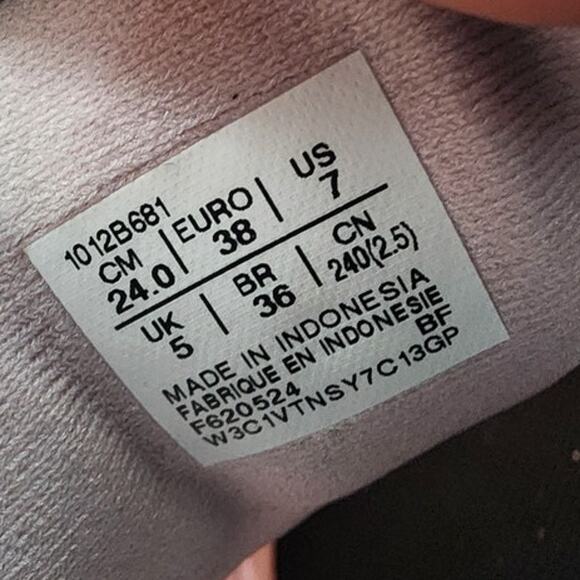 1012B681
CM EURO US
24.0 38 7
UK BR CN
5 36 240(2.5)
MADE IN INDONESIA
FABRIQUE EN INDONESIE
F620524 BF
W3C1VTNSY7C13GP